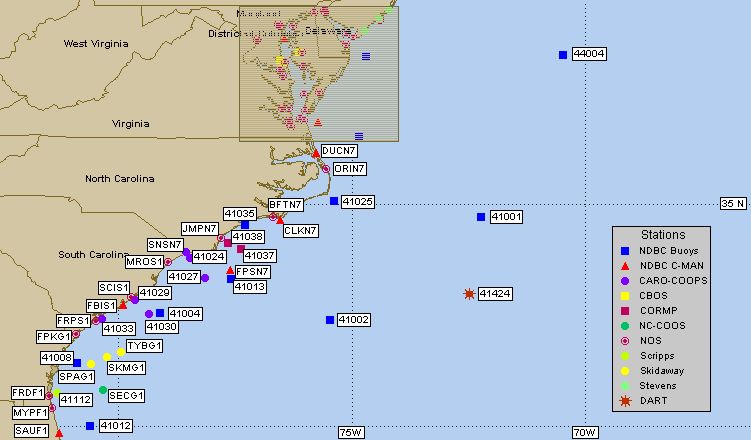 Maryland
West Virginia
District
Delaware
44004
Virginia
DUCN7
ORIN7
North Carolina
BFTN7
41025
35 N
41035
41001
JMPN7
CLKN7
41038
SNSN7
41024
41037
South Carolina
MROS1
FPSN7
41027
41013
SCIS1
41029
41424
FBIS1
41004
FRPS1
41033
41030
41002
FPKG1
TYBG1
41008
SKMG1
SPAG1
FRDF1
41112
SECG1
MYPF1
SAUF1
41012
75W
70W
Stations
NDBC Buoys
NDBC C-MAN
CARO-COOPS
CBOS
CORMP
NC-COOS
NOS
Scripps
Skidaway
Stevens
DART